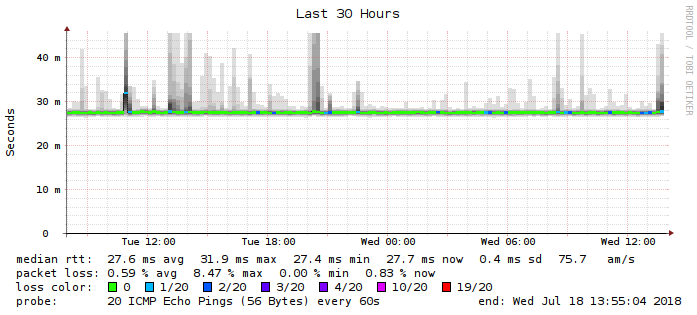 Last 30 Hours
RRDTOOL / TOBI OETIKER
Seconds
40 m
30 m
20 m
10 m
0
Tue 12:00 Tue 18:00 Wed 00:00 Wed 06:00 Wed 12:00
median rtt: 27.6 ms avg 31.9 ms max 27.4 ms min 27.7 ms now 0.4 ms sd 75.7 am/s
packet loss: 0.59 % avg 8.47 % max 0.00 % min 0.83 % now
loss color: 0 1/20 2/20 3/20 4/20 10/20 19/20
probe: 20 ICMP Echo Pings (56 Bytes) every 60s end: Wed Jul 18 13:55:04 2018